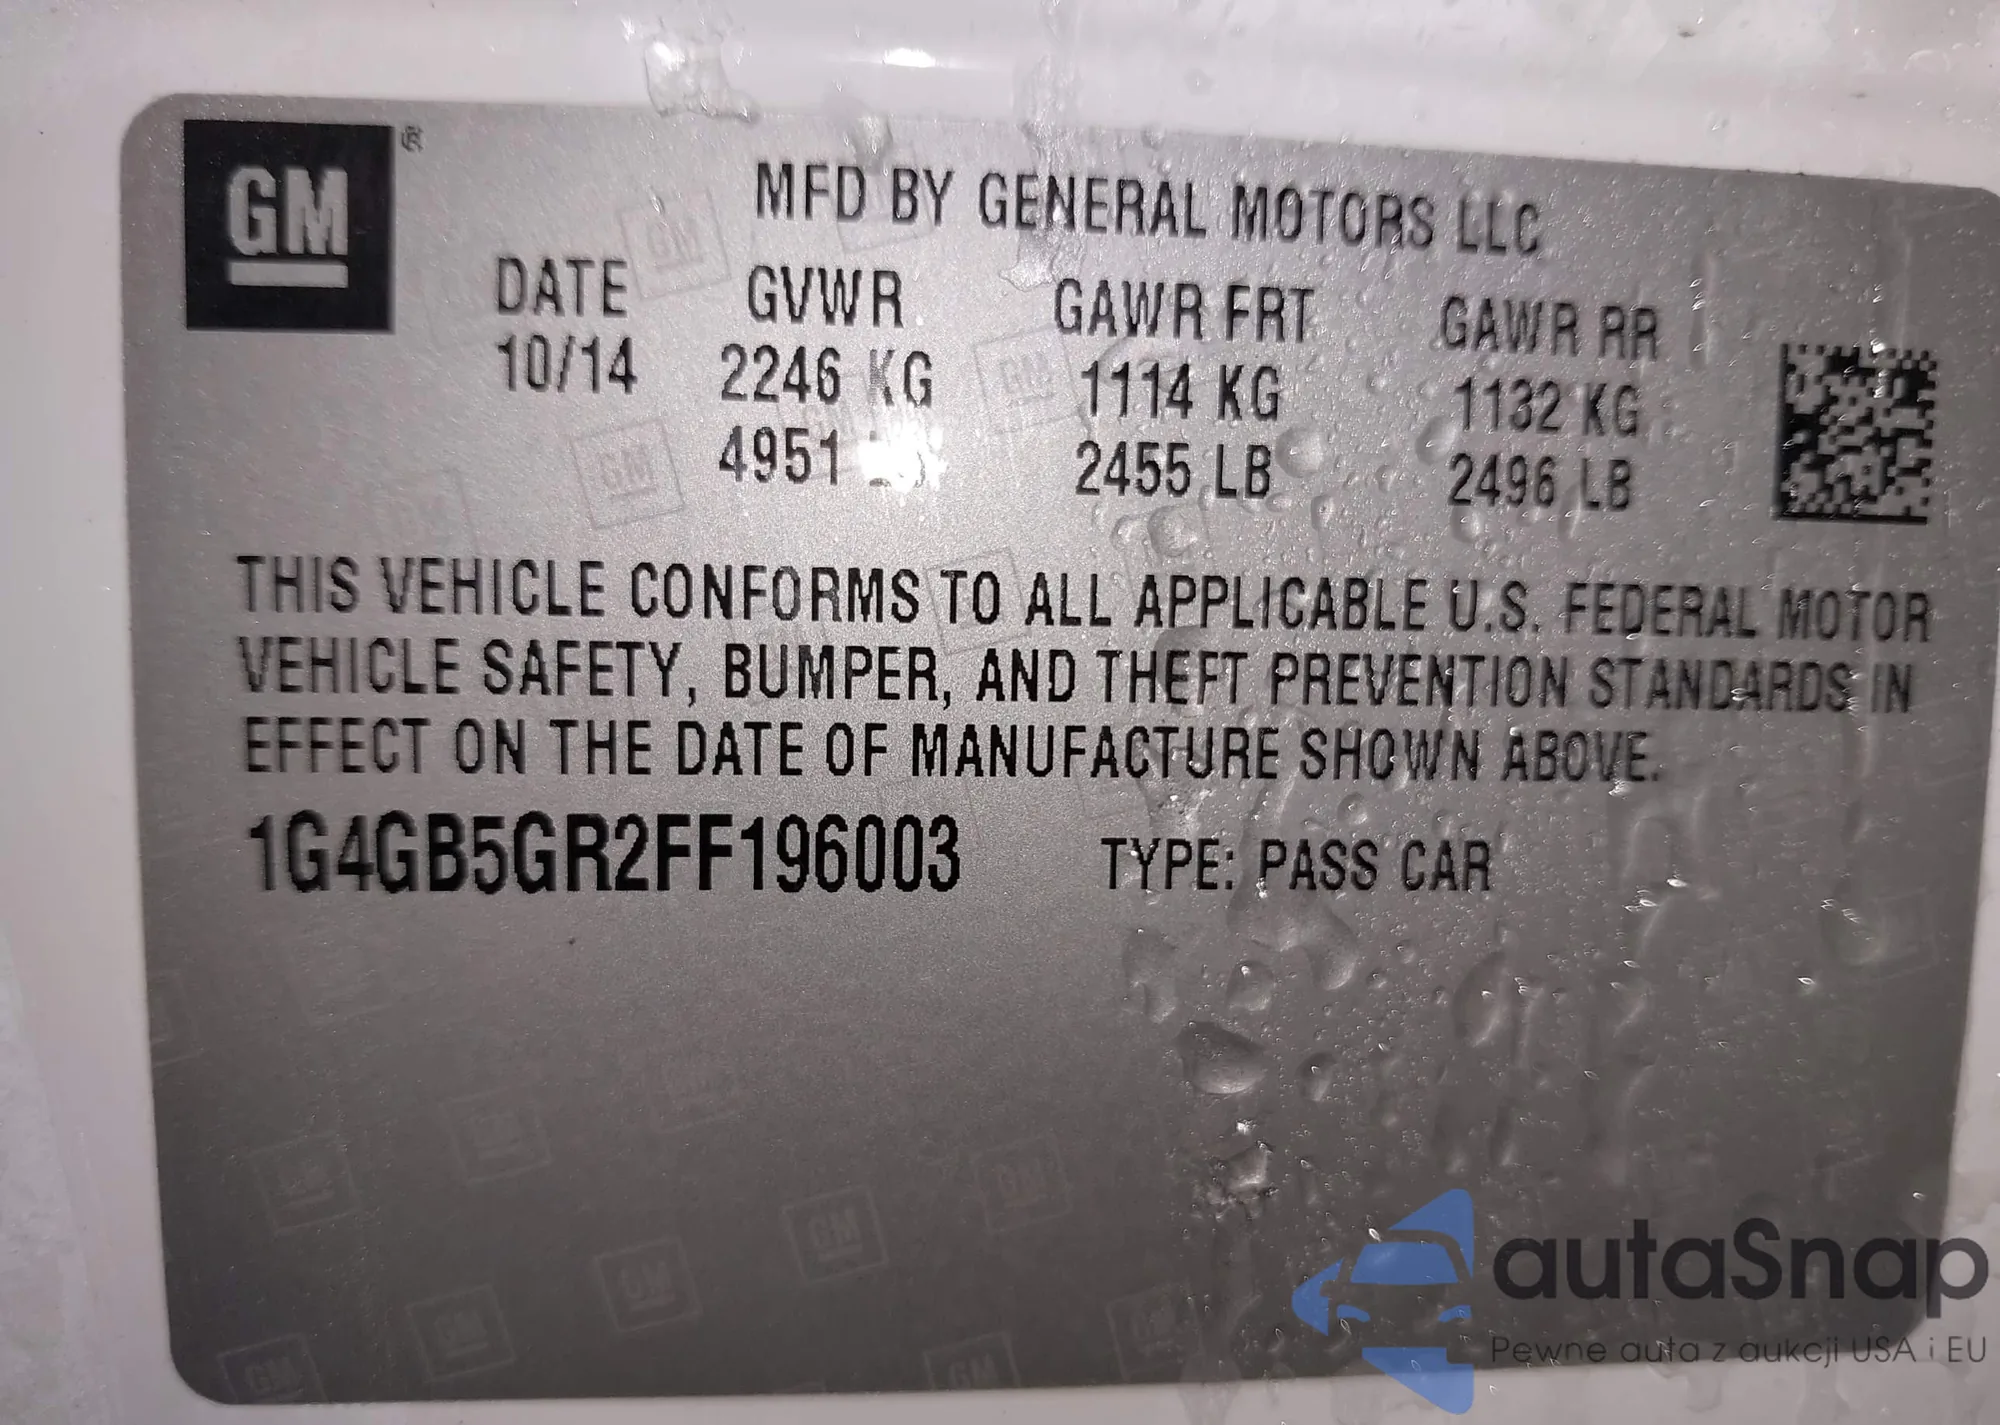 GM ®
MFD BY GENERAL MOTORS LLC
DATE GVWR GAWR FRT GAWR RR
10/14 2246 KG 1114 KG 1132 KG
4951 2455 LB 2496 LB
THIS VEHICLE CONFORMS TO ALL APPLICABLE U.S. FEDERAL MOTOR
VEHICLE SAFETY, BUMPER, AND THEFT PREVENTION STANDARDS IN
EFFECT ON THE DATE OF MANUFACTURE SHOWN ABOVE.
1G4GB5GR2FF196003 TYPE: PASS CAR
autaSnap
Pewne auta z aukcji USA i EU